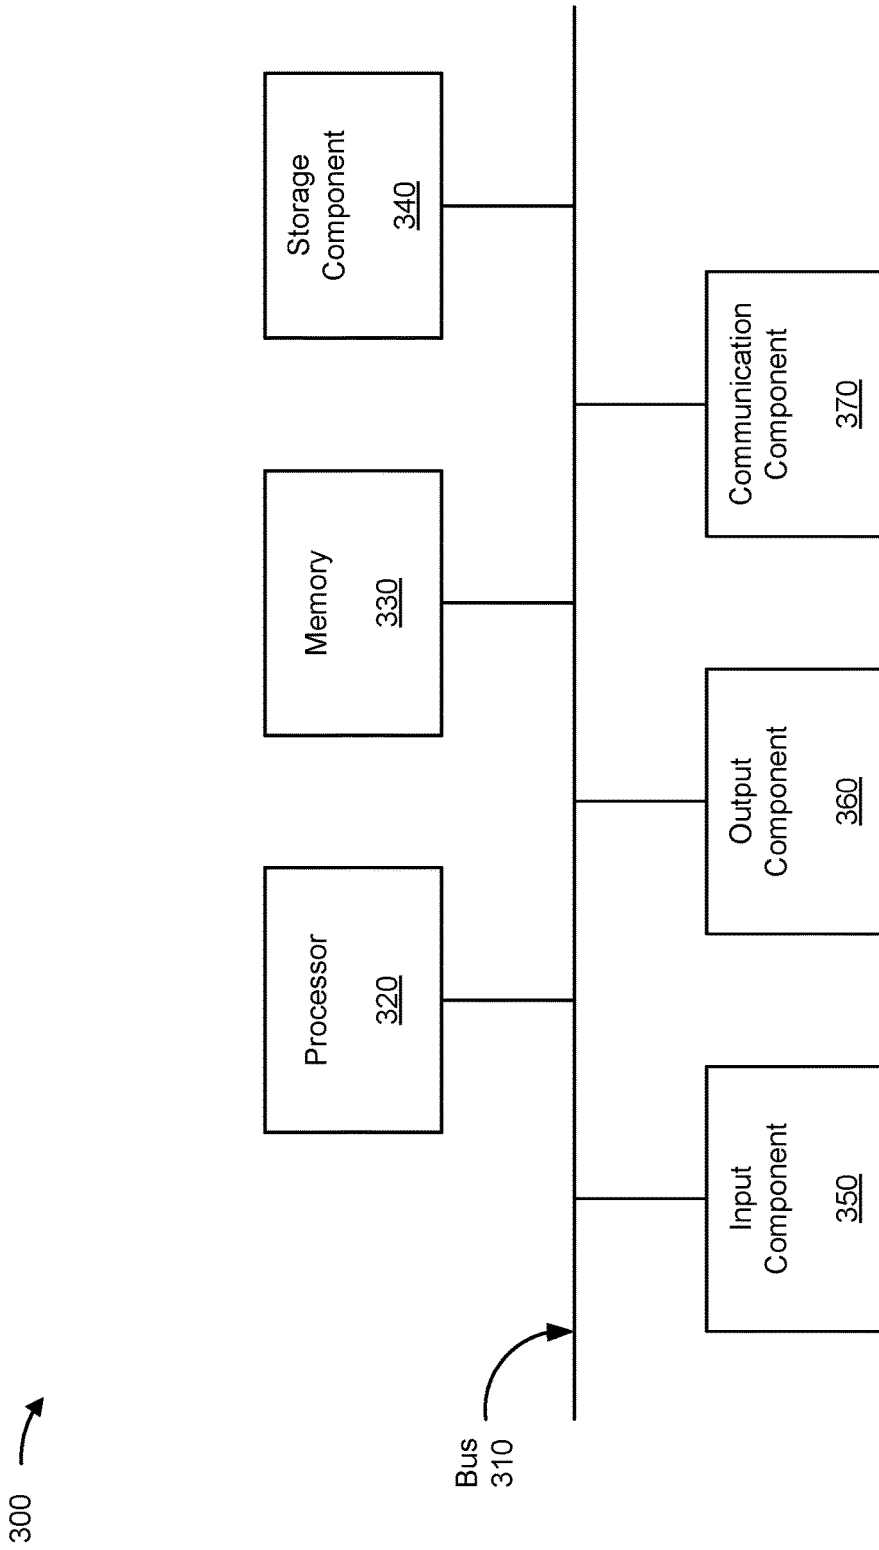 300
Processor
320
Memory
330
Storage
Component
340
Bus
310
Input
Component
350
Output
Component
360
Communication
Component
370